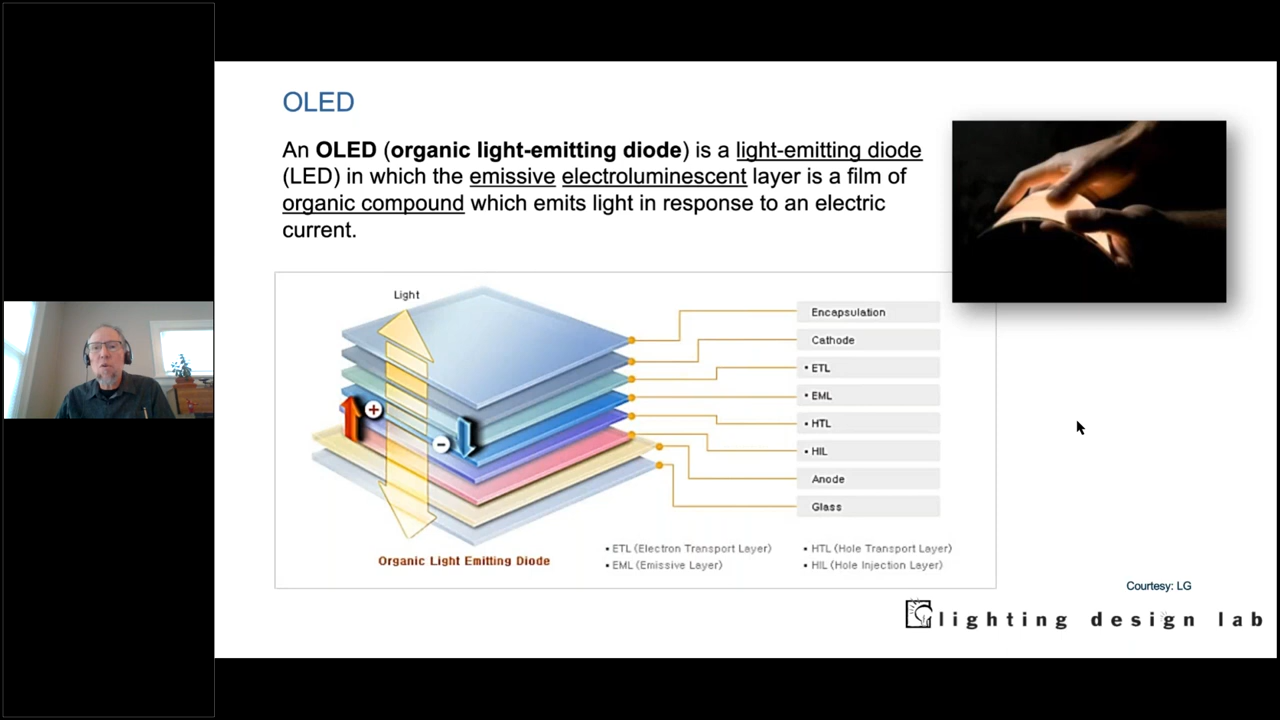 OLED
An OLED (organic light-emitting diode) is a light-emitting diode
(LED) in which the emissive electroluminescent layer is a film of
organic compound which emits light in response to an electric
current.
Light
Encapsulation
Cathode
• ETL
• EML
• HTL
• HIL
Anode
Glass
+
−
Organic Light Emitting Diode
• ETL (Electron Transport Layer)
• HTL (Hole Transport Layer)
• EML (Emissive Layer)
• HIL (Hole Injection Layer)
Courtesy: LG
lighting design lab